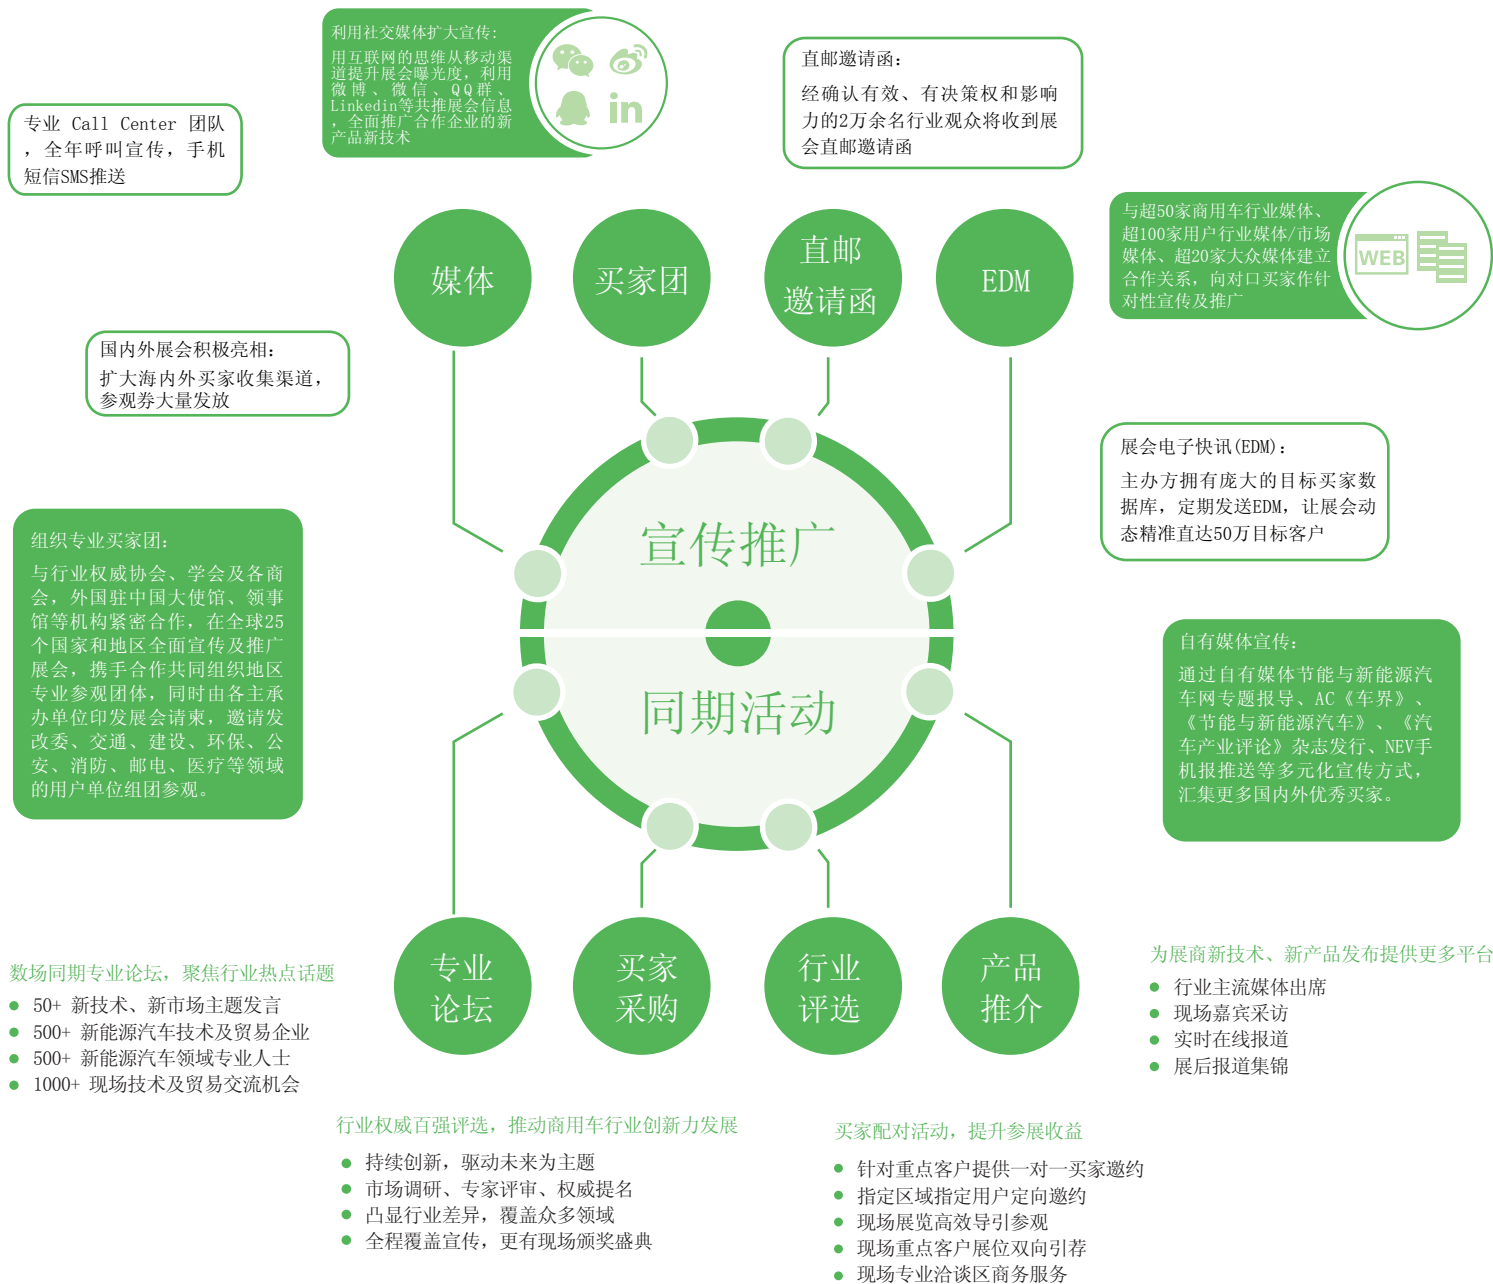 利用社交媒体扩大宣传:
用互联网的思维从移动渠
道提升展会曝光度，利用
微博、微信、QQ群、
Linkedin等共推展会信息
，全面推广合作企业的新
产品新技术
in
直邮邀请函：
经确认有效、有决策权和影响
力的2万余名行业观众将收到展
会直邮邀请函
专业 Call Center 团队
，全年呼叫宣传，手机
短信SMS推送
与超50家商用车行业媒体、
超100家用户行业媒体/市场
媒体、超20家大众媒体建立
合作关系，向对口买家作针
对性宣传及推广
WEB
媒体
买家团
直邮
邀请函
EDM
国内外展会积极亮相：
扩大海内外买家收集渠道，
参观券大量发放
展会电子快讯(EDM)：
主办方拥有庞大的目标买家数
据库，定期发送EDM，让展会动
态精准直达50万目标客户
宣传推广
同期活动
组织专业买家团：
与行业权威协会、学会及各商
会，外国驻中国大使馆、领事
馆等机构紧密合作，在全球25
个国家和地区全面宣传及推广
展会，携手合作共同组织地区
专业参观团体，同时由各主承
办单位印发展会请柬，邀请发
改委、交通、建设、环保、公
安、消防、邮电、医疗等领域
的用户单位组团参观。
自有媒体宣传：
通过自有媒体节能与新能源汽
车网专题报导、AC《车界》、
《节能与新能源汽车》、《汽
车产业评论》杂志发行、NEV手
机报推送等多元化宣传方式，
汇集更多国内外优秀买家。
专业
论坛
买家
采购
行业
评选
产品
推介
数场同期专业论坛，聚焦行业热点话题
50+ 新技术、新市场主题发言
500+ 新能源汽车技术及贸易企业
500+ 新能源汽车领域专业人士
1000+ 现场技术及贸易交流机会
为展商新技术、新产品发布提供更多平台
行业主流媒体出席
现场嘉宾采访
实时在线报道
展后报道集锦
行业权威百强评选，推动商用车行业创新力发展
持续创新，驱动未来为主题
市场调研、专家评审、权威提名
凸显行业差异，覆盖众多领域
全程覆盖宣传，更有现场颁奖盛典
买家配对活动，提升参展收益
针对重点客户提供一对一买家邀约
指定区域指定用户定向邀约
现场展览高效导引参观
现场重点客户展位双向引荐
现场专业洽谈区商务服务